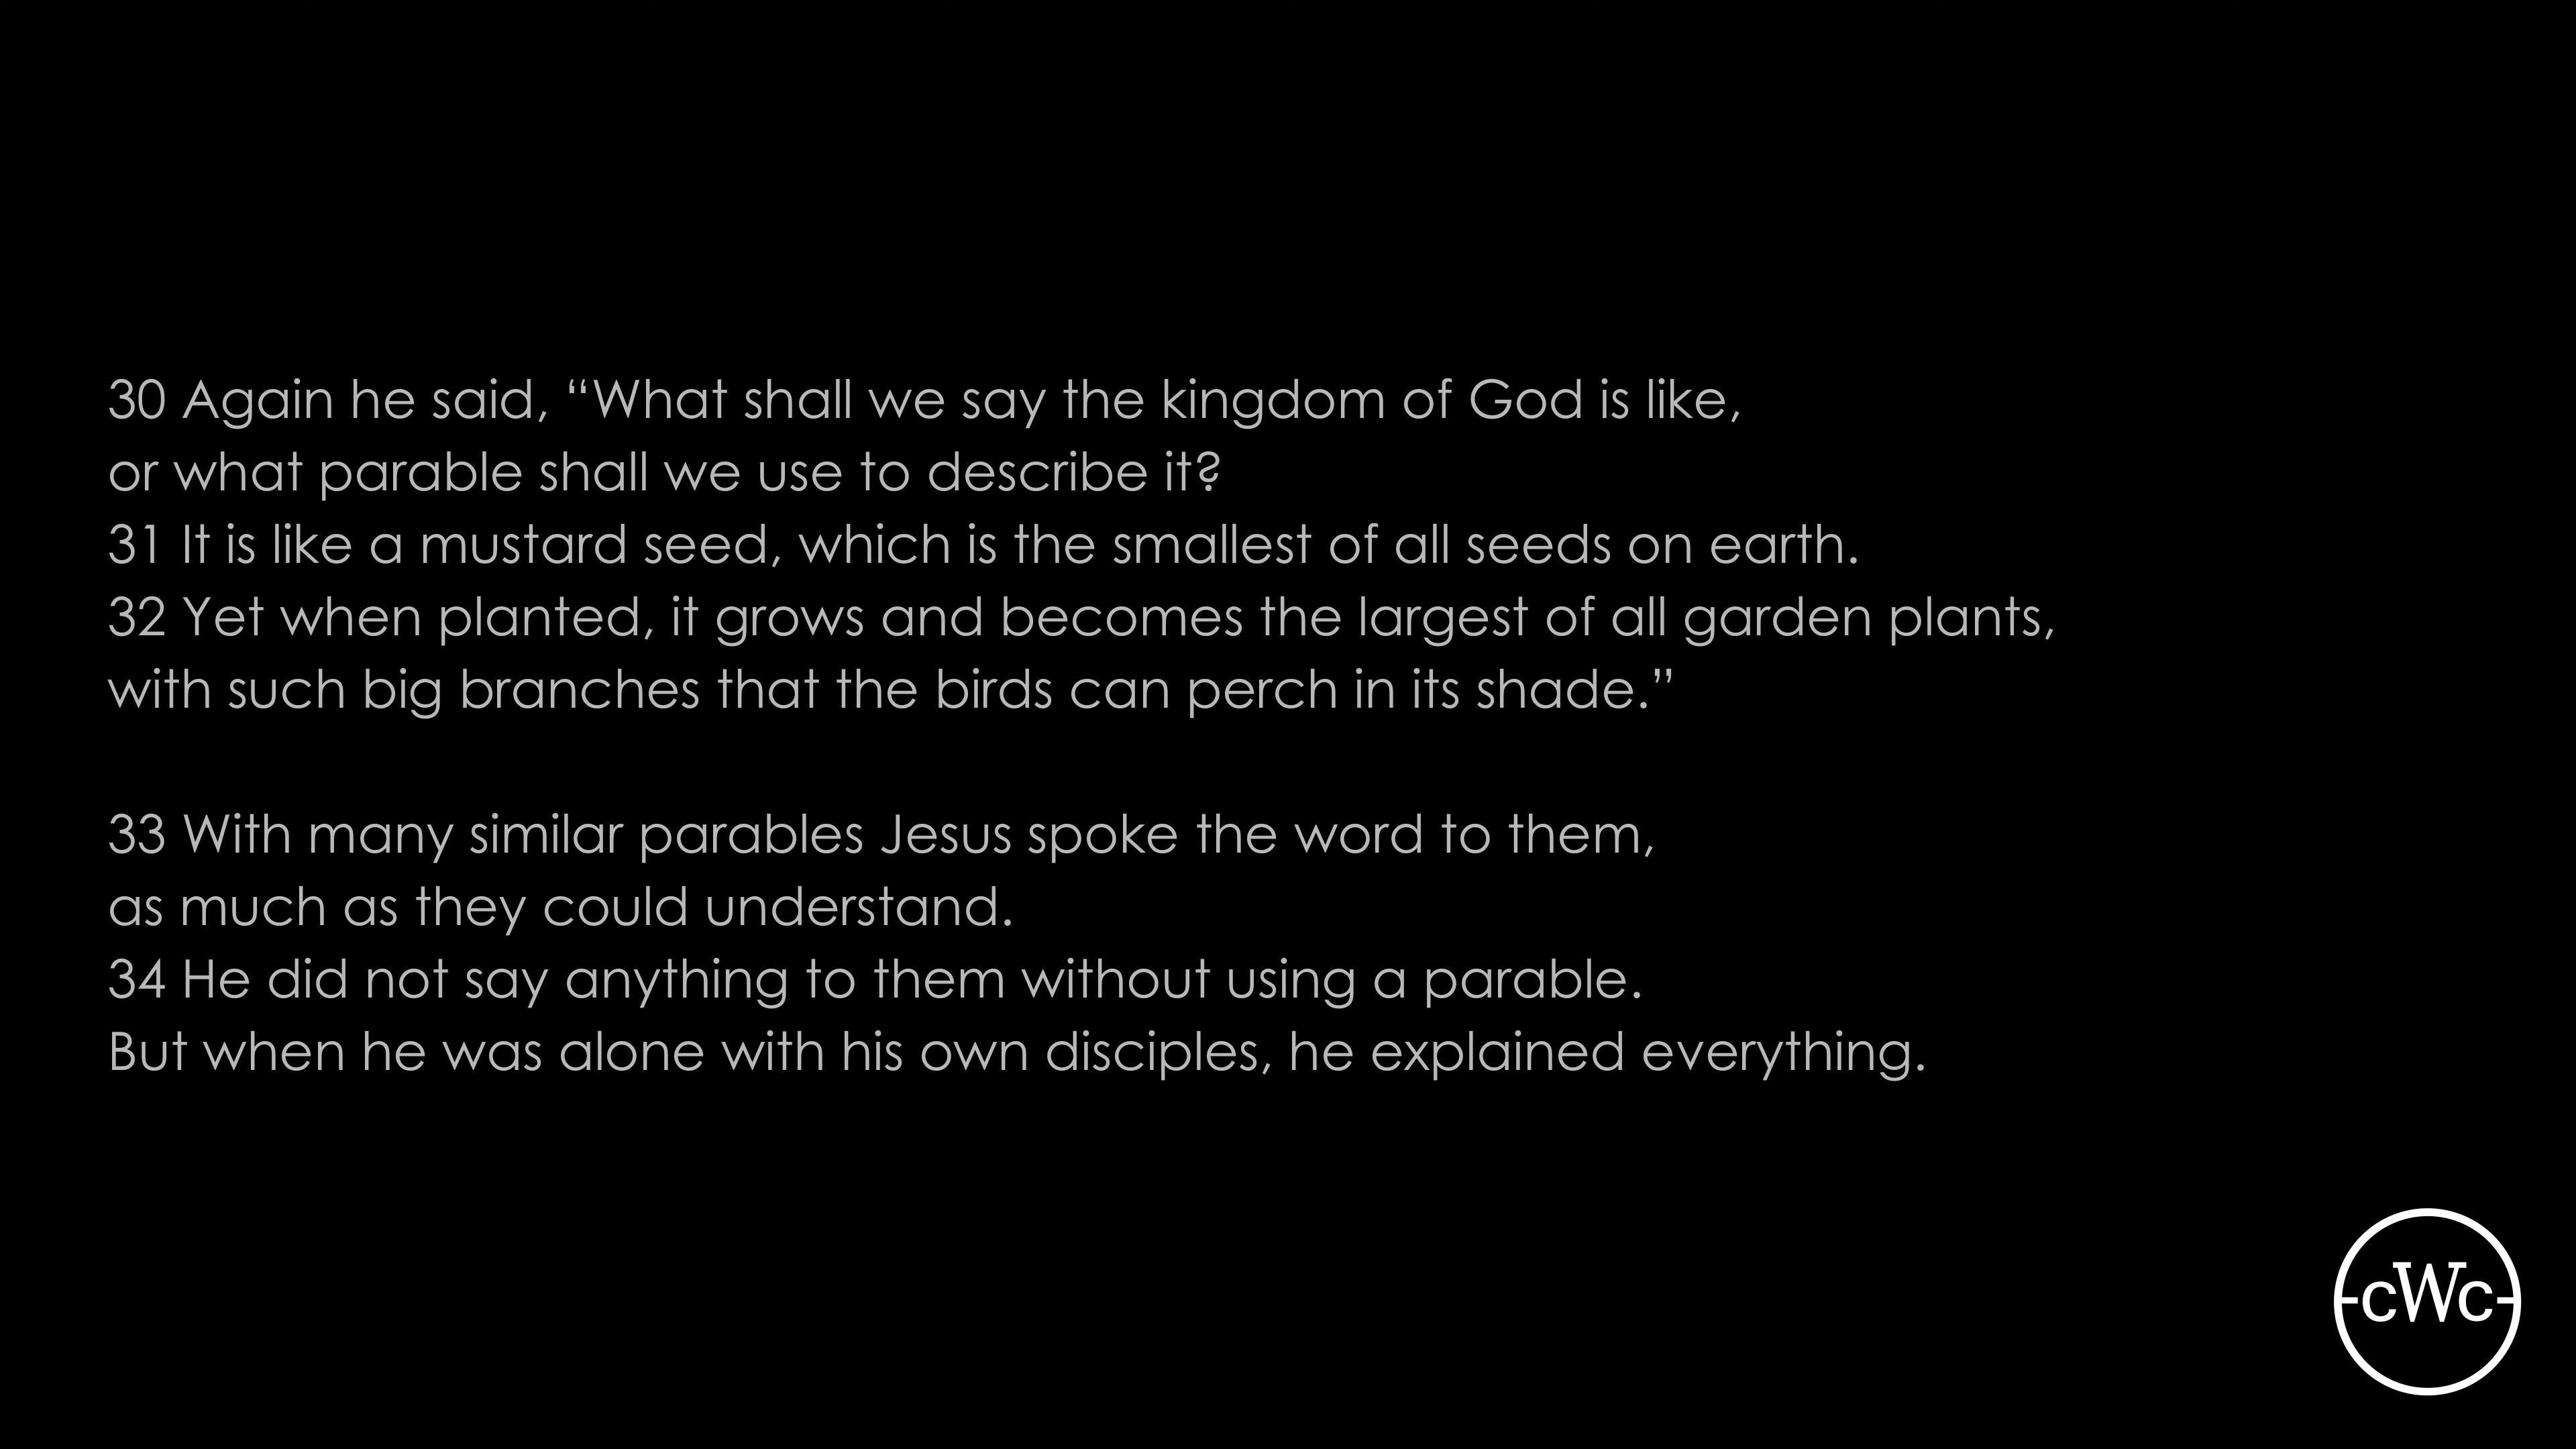 30 Again he said, “What shall we say the kingdom of God is like,
or what parable shall we use to describe it?
31 It is like a mustard seed, which is the smallest of all seeds on earth.
32 Yet when planted, it grows and becomes the largest of all garden plants,
with such big branches that the birds can perch in its shade.”
33 With many similar parables Jesus spoke the word to them,
as much as they could understand.
34 He did not say anything to them without using a parable.
But when he was alone with his own disciples, he explained everything.
-cWc-